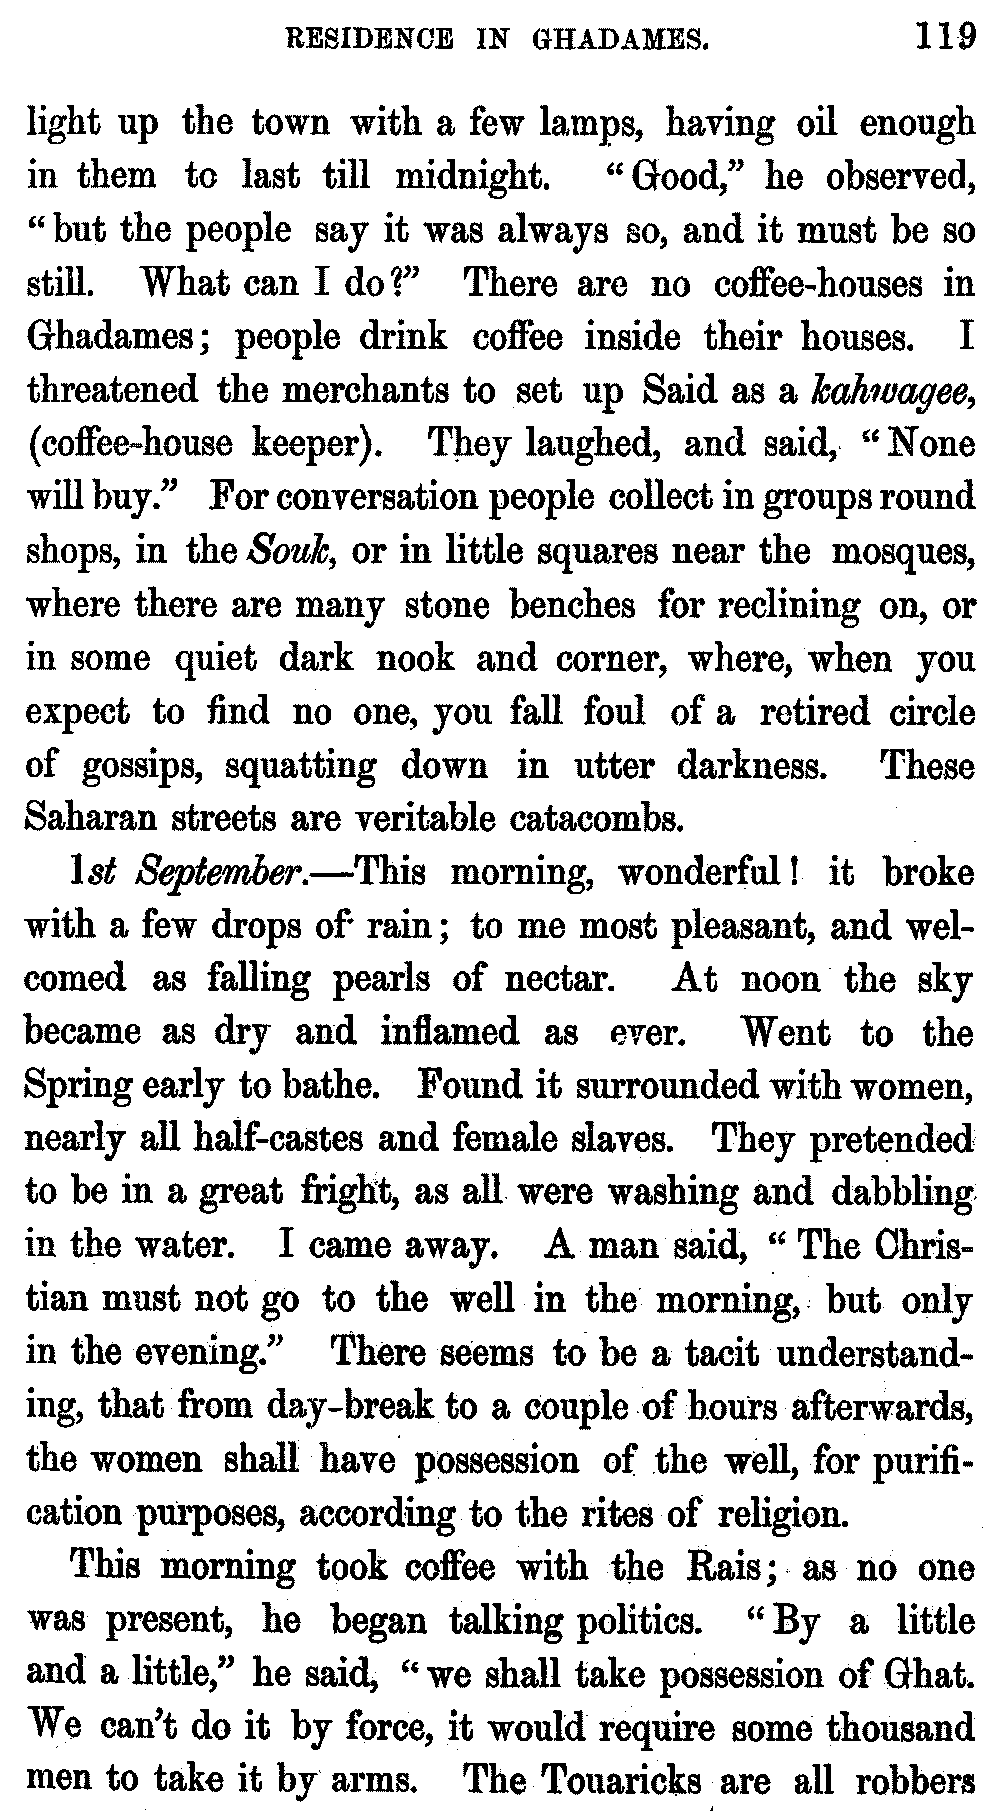 RESIDENCE IN GHADAMES. 119
light up the town with a few lamps, having oil enough
in them to last till midnight. “Good,” he observed,
“but the people say it was always so, and it must be so
still. What can I do?” There are no coffee-houses in
Ghadames; people drink coffee inside their houses. I
threatened the merchants to set up Said as a kahwagee,
(coffee-house keeper). They laughed, and said, “None
will buy.” For conversation people collect in groups round
shops, in the Souk, or in little squares near the mosques,
where there are many stone benches for reclining on, or
in some quiet dark nook and corner, where, when you
expect to find no one, you fall foul of a retired circle
of gossips, squatting down in utter darkness. These
Saharan streets are veritable catacombs.
1st September.—This morning, wonderful! it broke
with a few drops of rain; to me most pleasant, and wel-
comed as falling pearls of nectar. At noon the sky
became as dry and inflamed as ever. Went to the
Spring early to bathe. Found it surrounded with women,
nearly all half-castes and female slaves. They pretended
to be in a great fright, as all were washing and dabbling
in the water. I came away. A man said, “The Chris-
tian must not go to the well in the morning, but only
in the evening.” There seems to be a tacit understand-
ing, that from day-break to a couple of hours afterwards,
the women shall have possession of the well, for purifi-
cation purposes, according to the rites of religion.
This morning took coffee with the Rais; as no one
was present, he began talking politics. “By a little
and a little,” he said, “we shall take possession of Ghat.
We can't do it by force, it would require some thousand
men to take it by arms. The Touaricks are all robbers